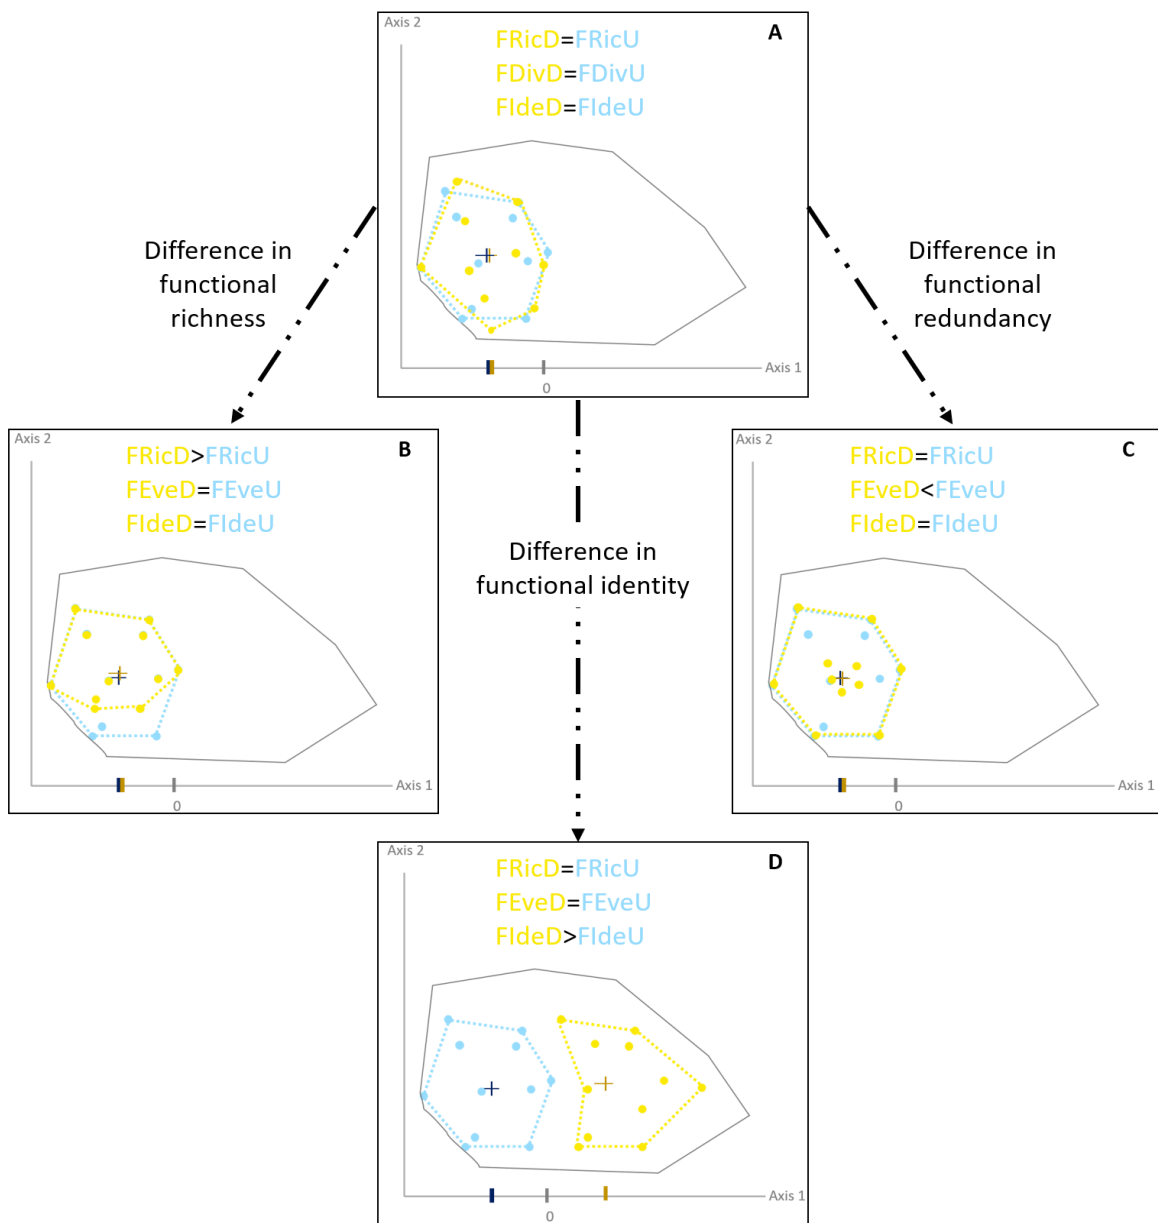 Axis 2
A
FRicD=FRicU
FDivD=FDivU
FIdeD=FIdeU
Axis 1
0
Difference in
functional
richness
Difference in
functional
redundancy
Axis 2
B
FRicD>FRicU
FEveD=FEveU
FIdeD=FIdeU
Axis 1
0
Difference in
functional identity
Axis 2
C
FRicD=FRicU
FEveD<FEveU
FIdeD=FIdeU
Axis 1
0
Axis 2
D
FRicD=FRicU
FEveD=FEveU
FIdeD>FIdeU
Axis 1
0